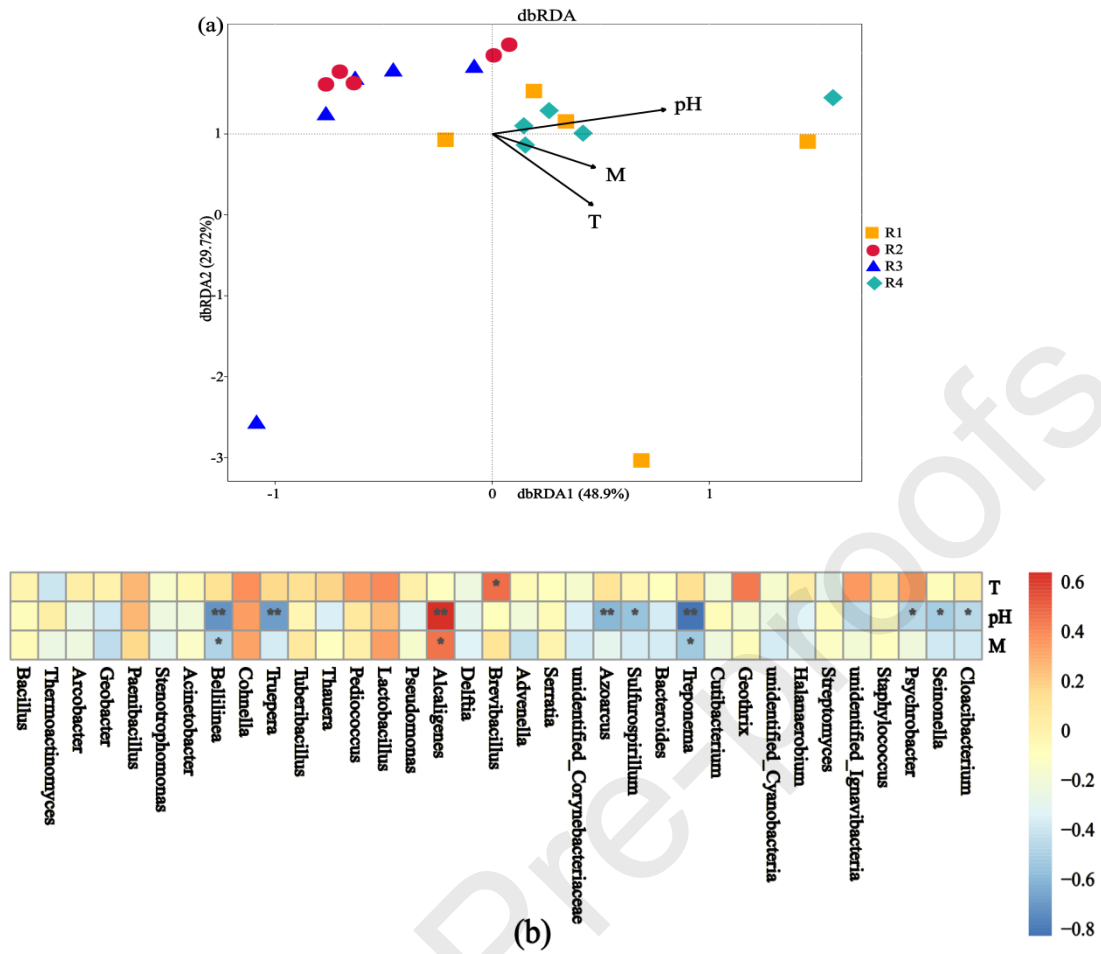 (a)
dbRDA
pH
M
T
1
0
-1
-2
-3
dbRDA2 (29.72%)
-1
0
1
dbRDA1 (48.9%)
R1
R2
R3
R4
T
pH
M
*
** ** ** ** * ** * * *
* * *
Bacillus
Thermoactinomyces
Arcobacter
Geobacter
Paenibacillus
Stenotrophomonas
Acinetobacter
Bellilinea
Cohnella
Truepera
Tuberibacillus
Thauera
Pediococcus
Lactobacillus
Pseudomonas
Alcaligenes
Delftia
Brevibacillus
Advenella
Serratia
unidentified_Corynebacteriaceae
Azoarcus
Sulfurospirillum
Bacteroides
Treponema
Cutibacterium
Geothrix
unidentified_Cyanobacteria
Halanaerobium
Streptomyces
unidentified_Ignavibacteria
Staphylococcus
Psychrobacter
Seinonella
Cloacibacterium
0.6
0.4
0.2
0
−0.2
−0.4
−0.6
−0.8
(b)
Pre-proofs